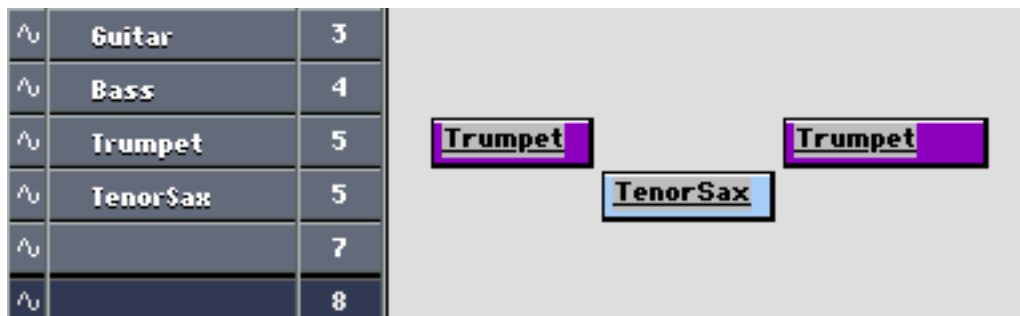 Guitar 3
Bass 4
Trumpet 5 Trumpet Trumpet
TenorSax 5 TenorSax
7
8